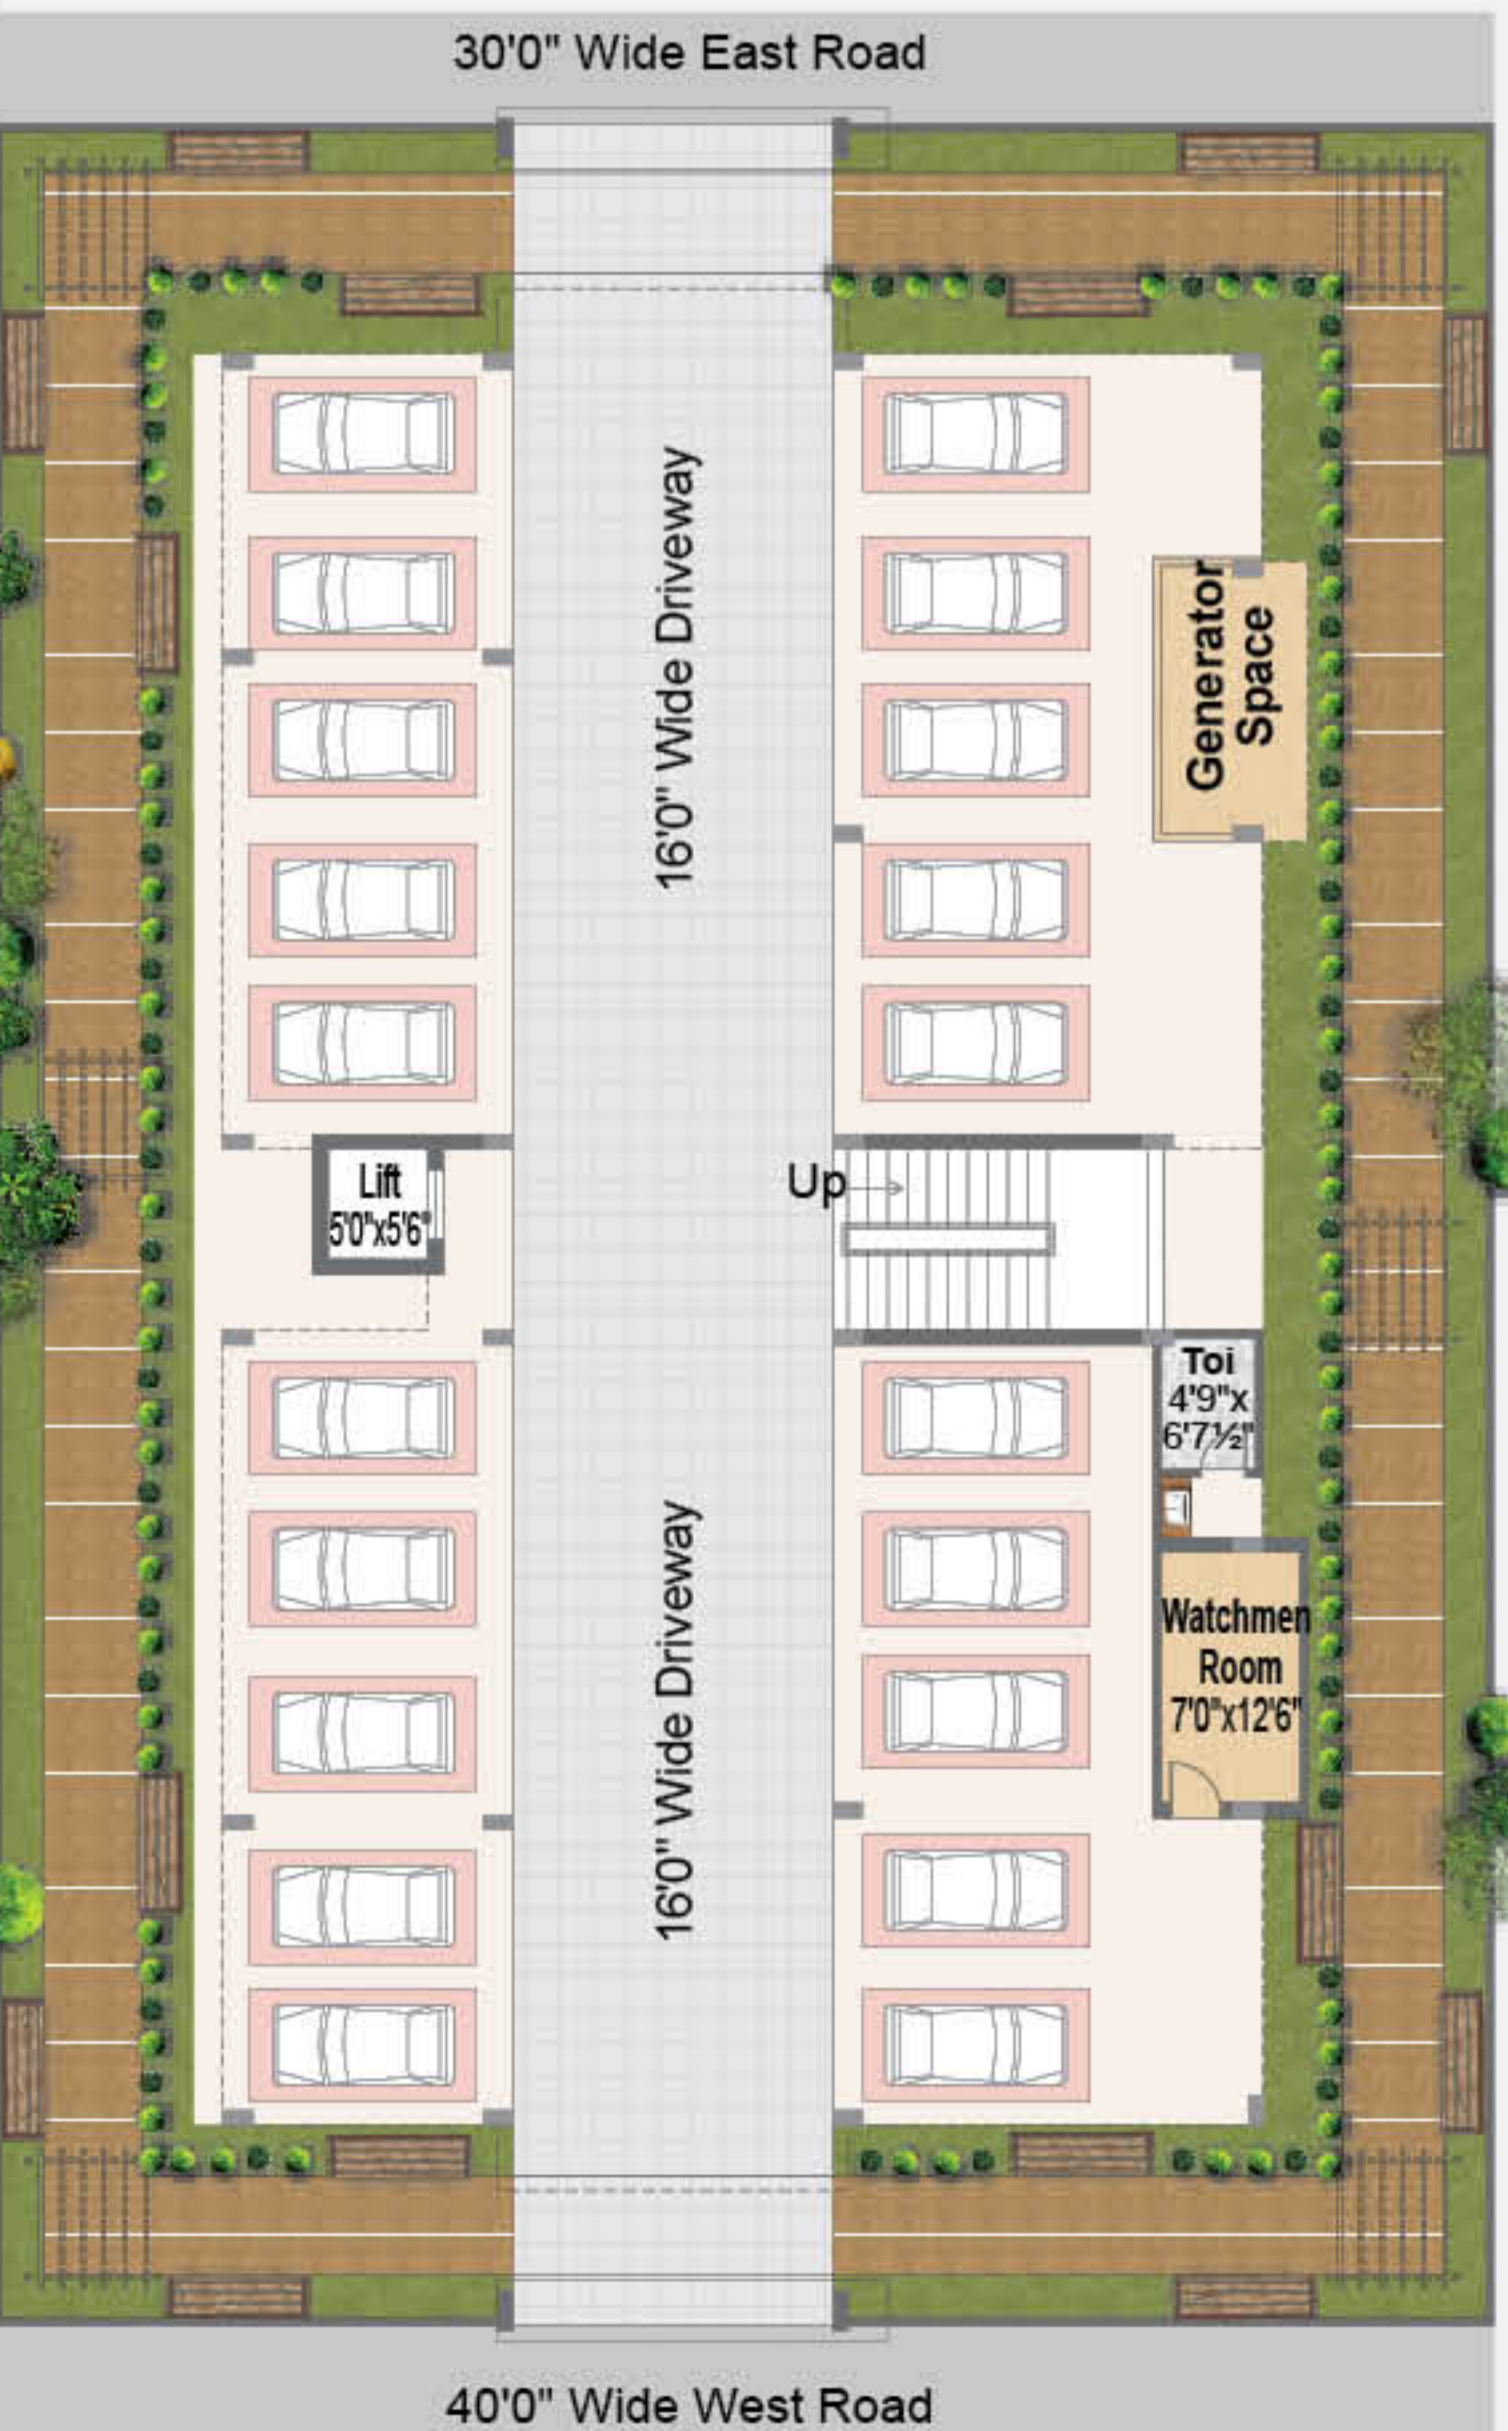 30'0" Wide East Road
16'0" Wide Driveway
Generator
Space
Lift
5'0"x5'6"
Up
Toi
4'9"x
6'7½"
16'0" Wide Driveway
Watchmen
Room
7'0"x12'6"
40'0" Wide West Road